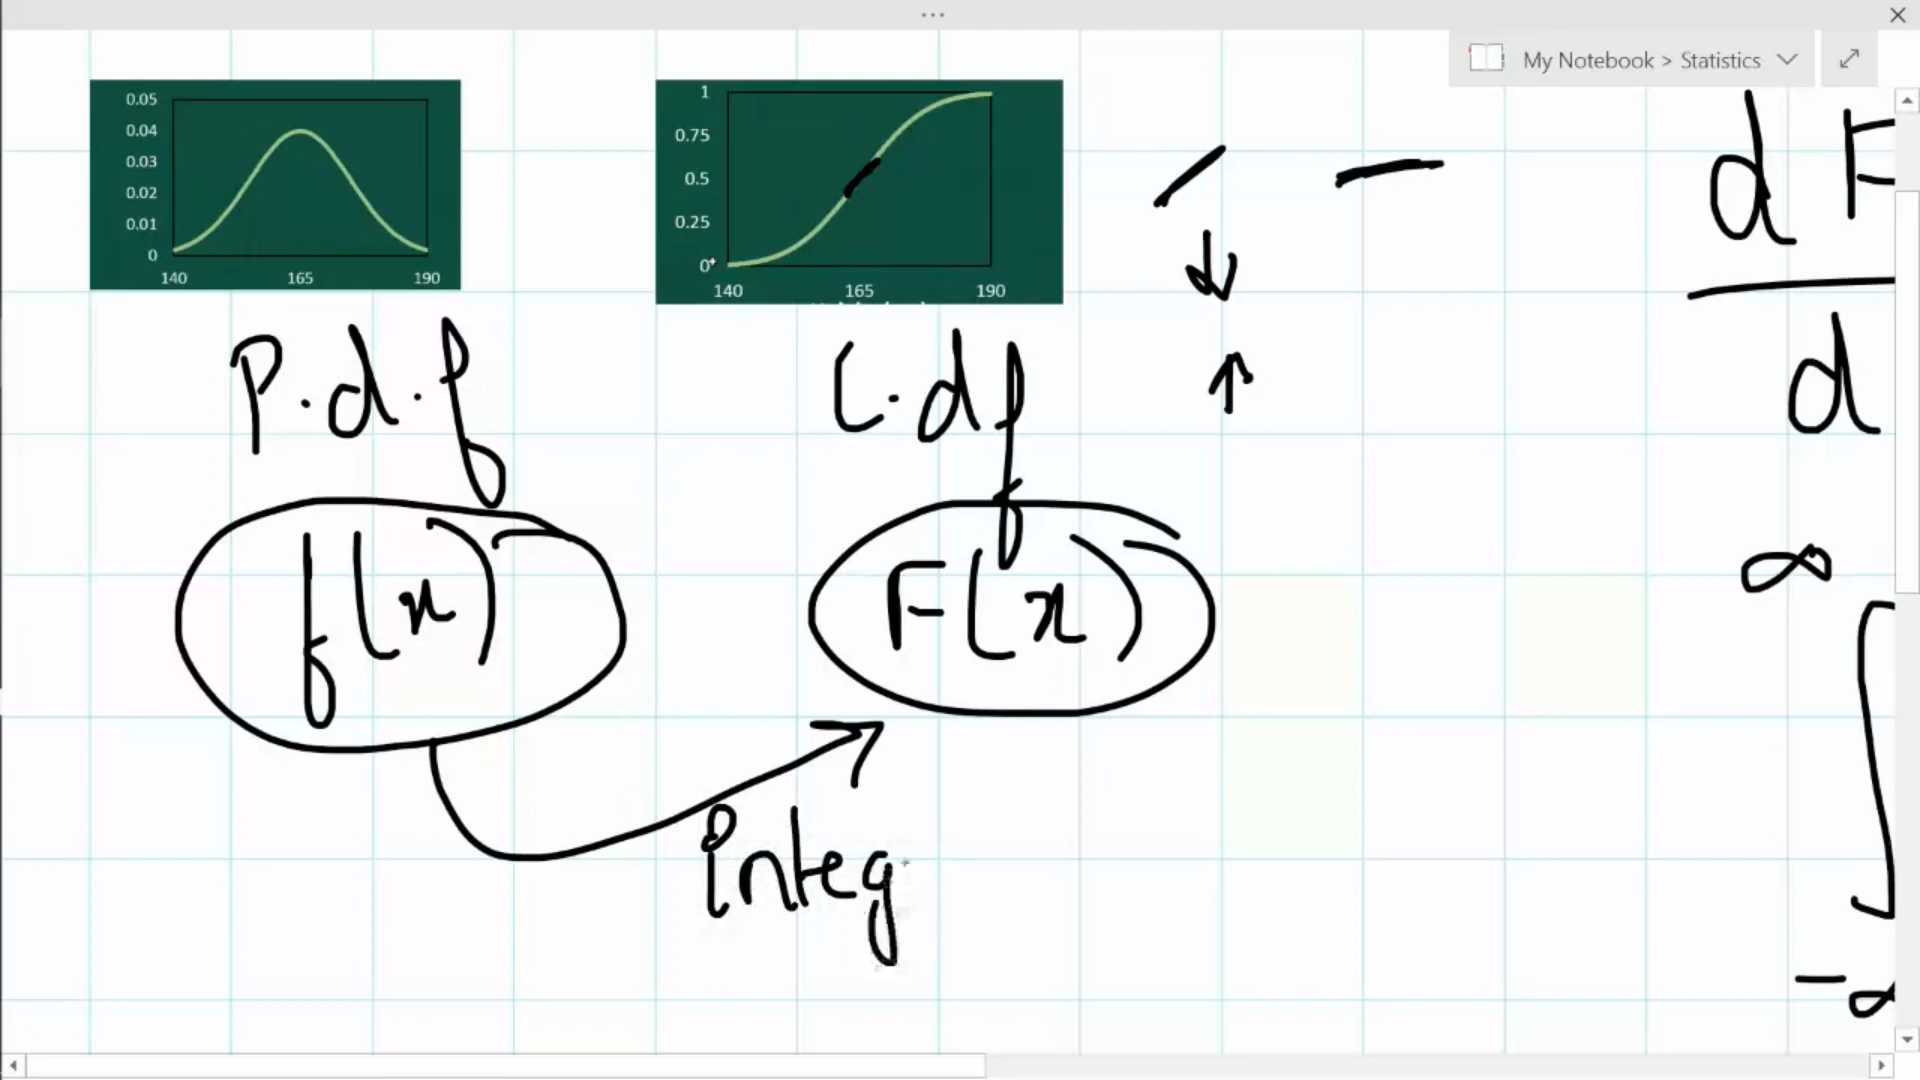 ...
My Notebook > Statistics
0.05
0.04
0.03
0.02
0.01
0
140 165 190
1
0.75
0.5
0.25
0
140 165 190
d F
d
P.d.f
C.df
f(x)
F(x)
∞
integ
-∞